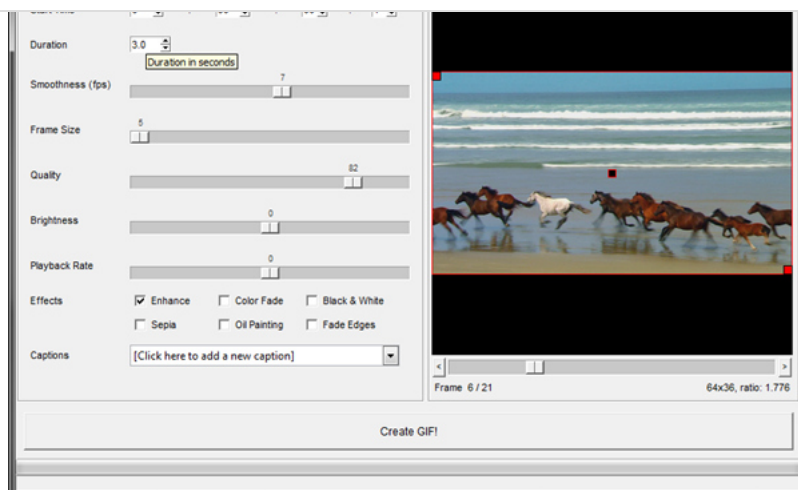 Duration
3.0
Duration in seconds
7
Smoothness (fps)
5
Frame Size
82
Quality
0
Brightness
0
Playback Rate
Effects
Enhance
Color Fade
Black & White
Sepia
Oil Painting
Fade Edges
Captions
[Click here to add a new caption]
Frame 6 / 21
64x36, ratio: 1.776
Create GIF!